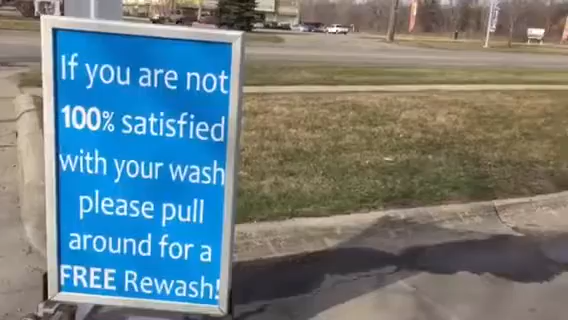 If you are not
100% satisfied
with your wash
please pull
around for a
FREE Rewash!